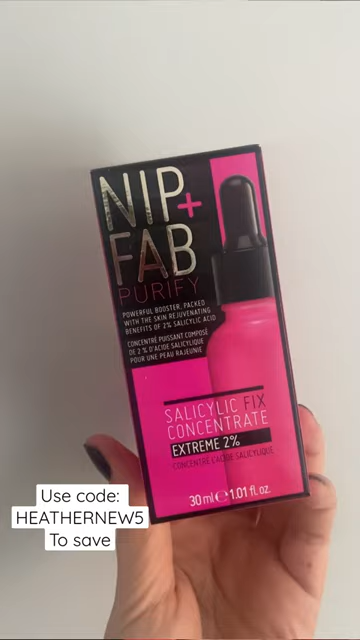 NIP+
FAB
PURIFY
POWERFUL BOOSTER, PACKED
WITH THE SKIN REJUVENATING
BENEFITS OF 2% SALICYLIC ACID
CONCENTRÉ PUISSANT COMPOSÉ
DE 2 % D'ACIDE SALICYLIQUE
POUR UNE PEAU RAJEUNIE
SALICYLIC FIX
CONCENTRATE
EXTREME 2%
CONCENTRÉ L'ACIDE SALICYLIQUE
30 ml ℮ 1.01 fl. oz.
Use code:
HEATHERNEW5
To save